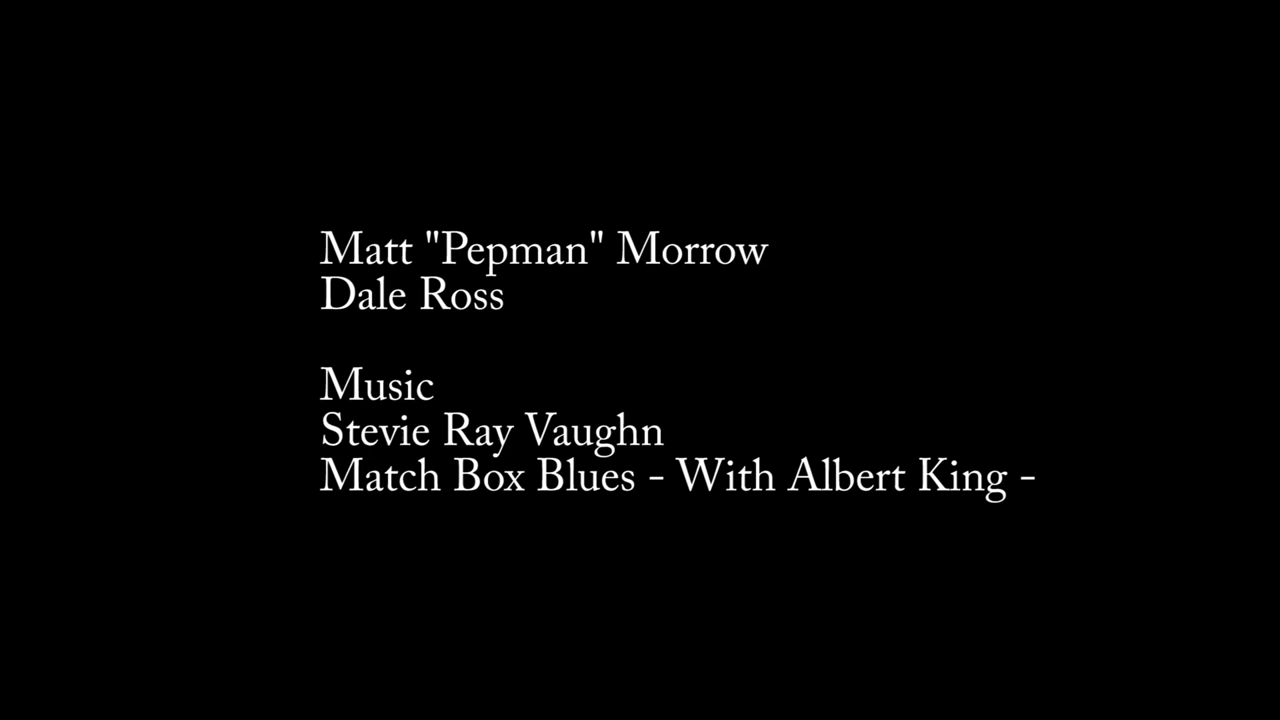 Matt "Pepman" Morrow
Dale Ross
Music
Stevie Ray Vaughn
Match Box Blues - With Albert King -